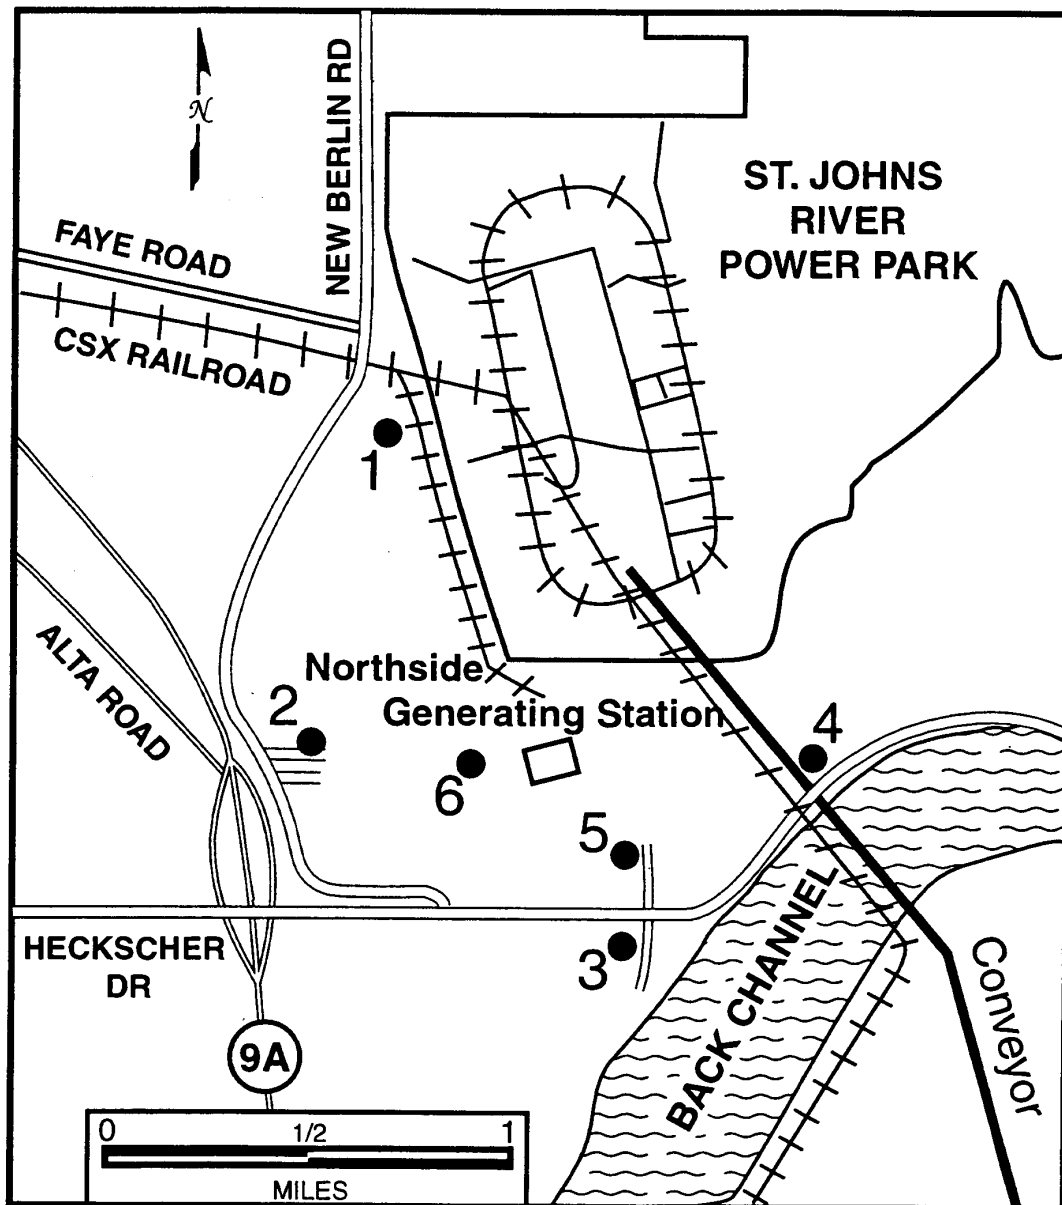 N
NEW BERLIN RD
ST. JOHNS
RIVER
POWER PARK
FAYE ROAD
CSX RAILROAD
1
ALTA ROAD
Northside
Generating Station
2
4
6
5
HECKSCHER
DR
3
BACK CHANNEL
Conveyor
9A
0 1/2 1
MILES